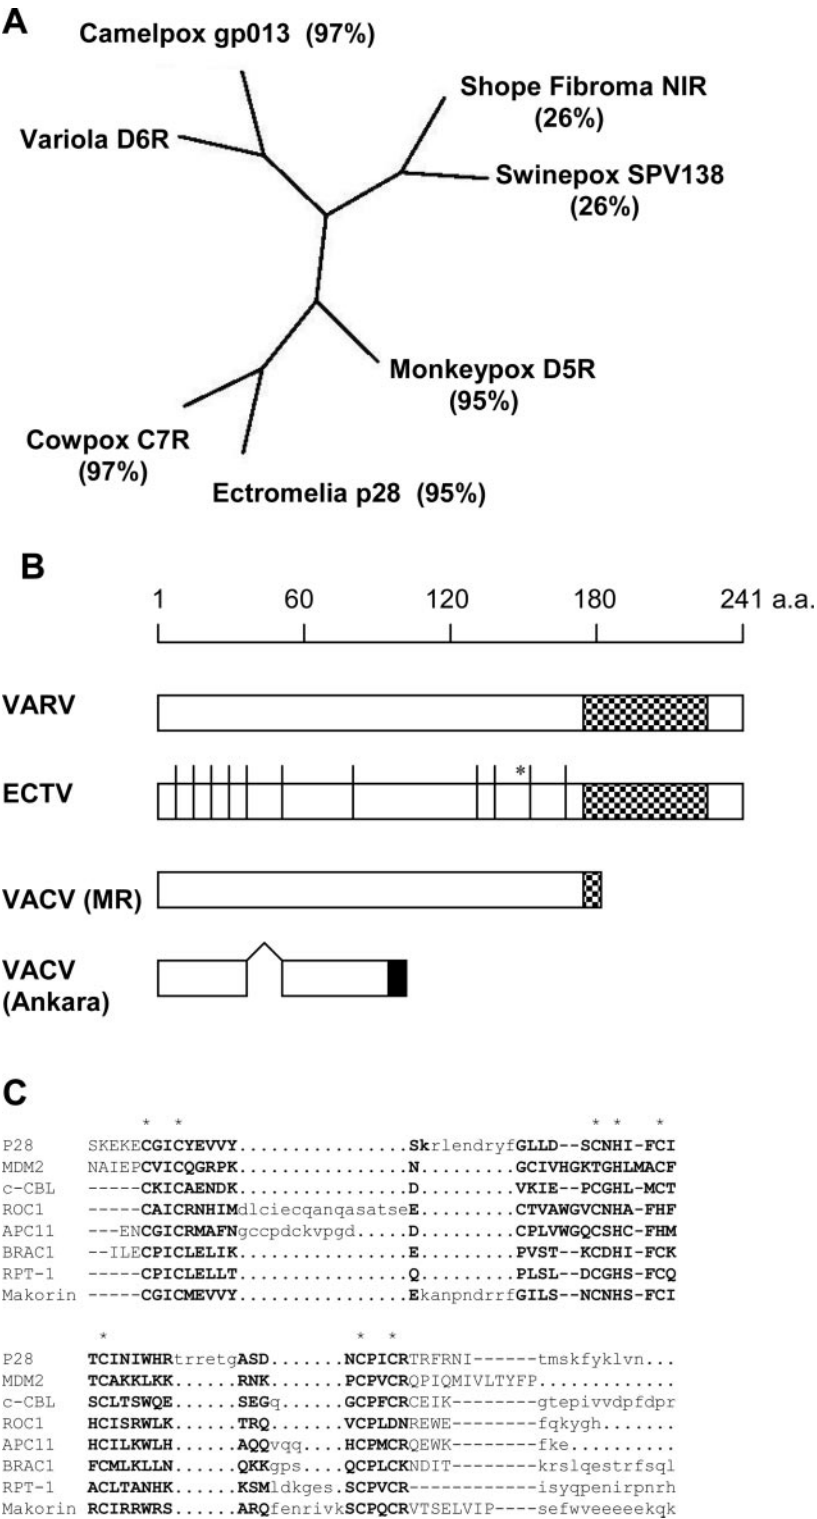 A
Camelpox gp013 (97%)
Shope Fibroma NIR
(26%)
Variola D6R
Swinepox SPV138
(26%)
Monkeypox D5R
(95%)
Cowpox C7R
(97%)
Ectromelia p28 (95%)
B
1 60 120 180 241 a.a.
VARV
*
ECTV
VACV (MR)
VACV
(Ankara)
C
* * * * *
P28 SKEKECGICYEVVY................SkrlendryfGLLD--SCNHI-FCI
MDM2 NAIEPCVICQGRPK................N.........GCIVHGKTGHLMACF
c-CBL -----CKICAENDK................D.........VKIE--PCGHL-MCT
ROC1 -----CAICRNHIMdlciecqanqasatseE.........CTVAWGVCNHA-FHF
APC11 ---ENCGICRMAFNgccpdckvpgd.....D.........CPLVWGQCSHC-FHM
BRAC1 --ILECPICLELIK................E.........PVST--KCDHI-FCK
RPT-1 -----CPICLELLT................Q.........PLSL--DCGHS-FCQ
Makorin -----CGICMEVVY................EkanpndrrfGILS--NCNHS-FCI
* * *
P28 TCINIWHRtrretgASD.......NCPICRTRFRNI------tmskfyklvn...
MDM2 TCAKKLKK......RNK.......PCPVCRQPIQMIVLTYFP.............
c-CBL SCLTSWQE......SEGq......GCPFCRCEIK--------gtepivvdpfdpr
ROC1 HCISRWLK......TRQ.......VCPLDNREWE--------fqkygh.......
APC11 HCILKWLH......AQQvqq....HCPMCRQEWK--------fke..........
BRAC1 FCMLKLLN......QKKgps....QCPLCKNDIT--------krslqestrfsql
RPT-1 ACLTANHK......KSMldkges.SCPVCR------------isyqpenirpnrh
Makorin RCIRRWRS......ARQfenrivkSCPQCRVTSELVIP----sefwveeeeekqk